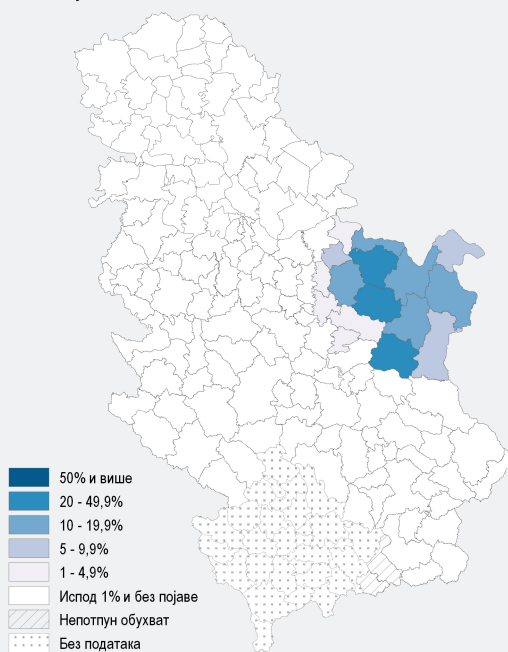 50% и више
20 - 49,9%
10 - 19,9%
5 - 9,9%
1 - 4,9%
Испод 1% и без појаве
Непотпун обухват
Без података